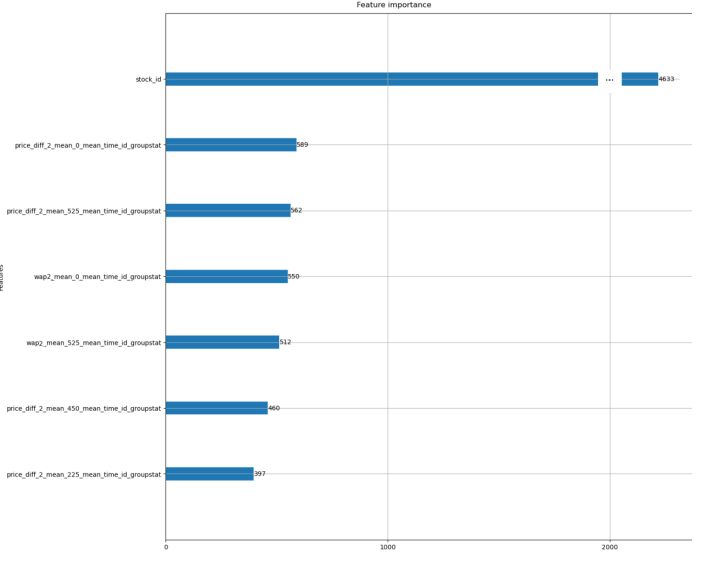 Feature importance
stock_id
...
4633
price_diff_2_mean_0_mean_time_id_groupstat
589
price_diff_2_mean_525_mean_time_id_groupstat
562
wap2_mean_0_mean_time_id_groupstat
550
wap2_mean_525_mean_time_id_groupstat
512
price_diff_2_mean_450_mean_time_id_groupstat
460
price_diff_2_mean_225_mean_time_id_groupstat
397
0
1000
2000
Features